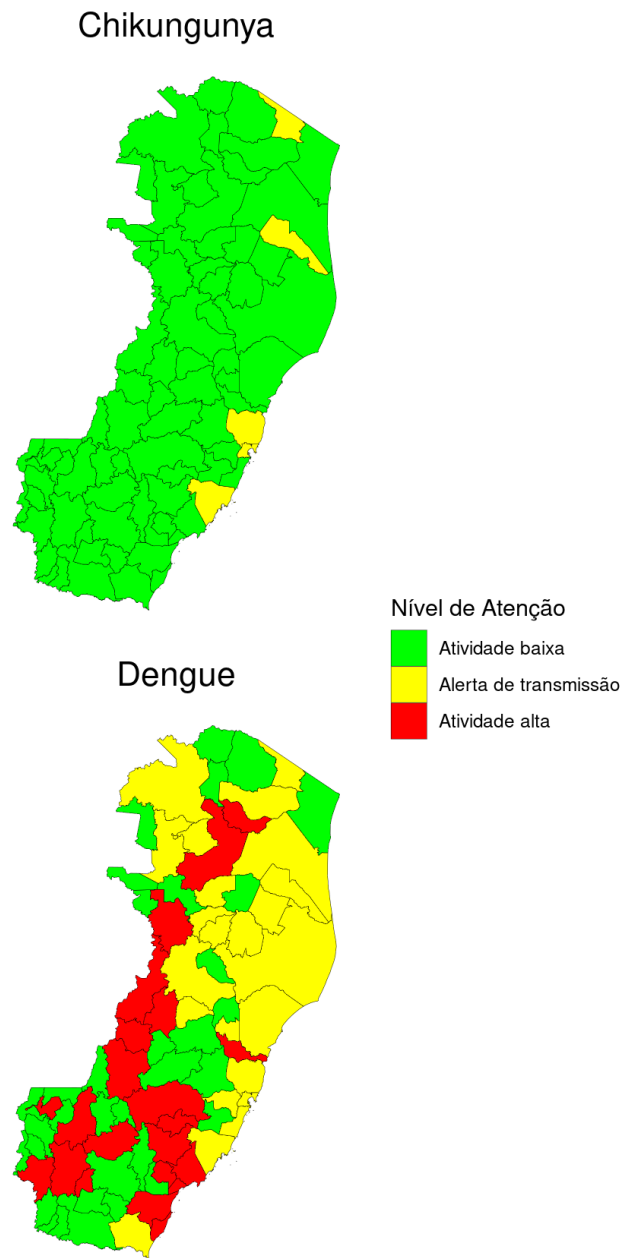 Chikungunya
Nível de Atenção
Atividade baixa
Alerta de transmissão
Atividade alta
Dengue